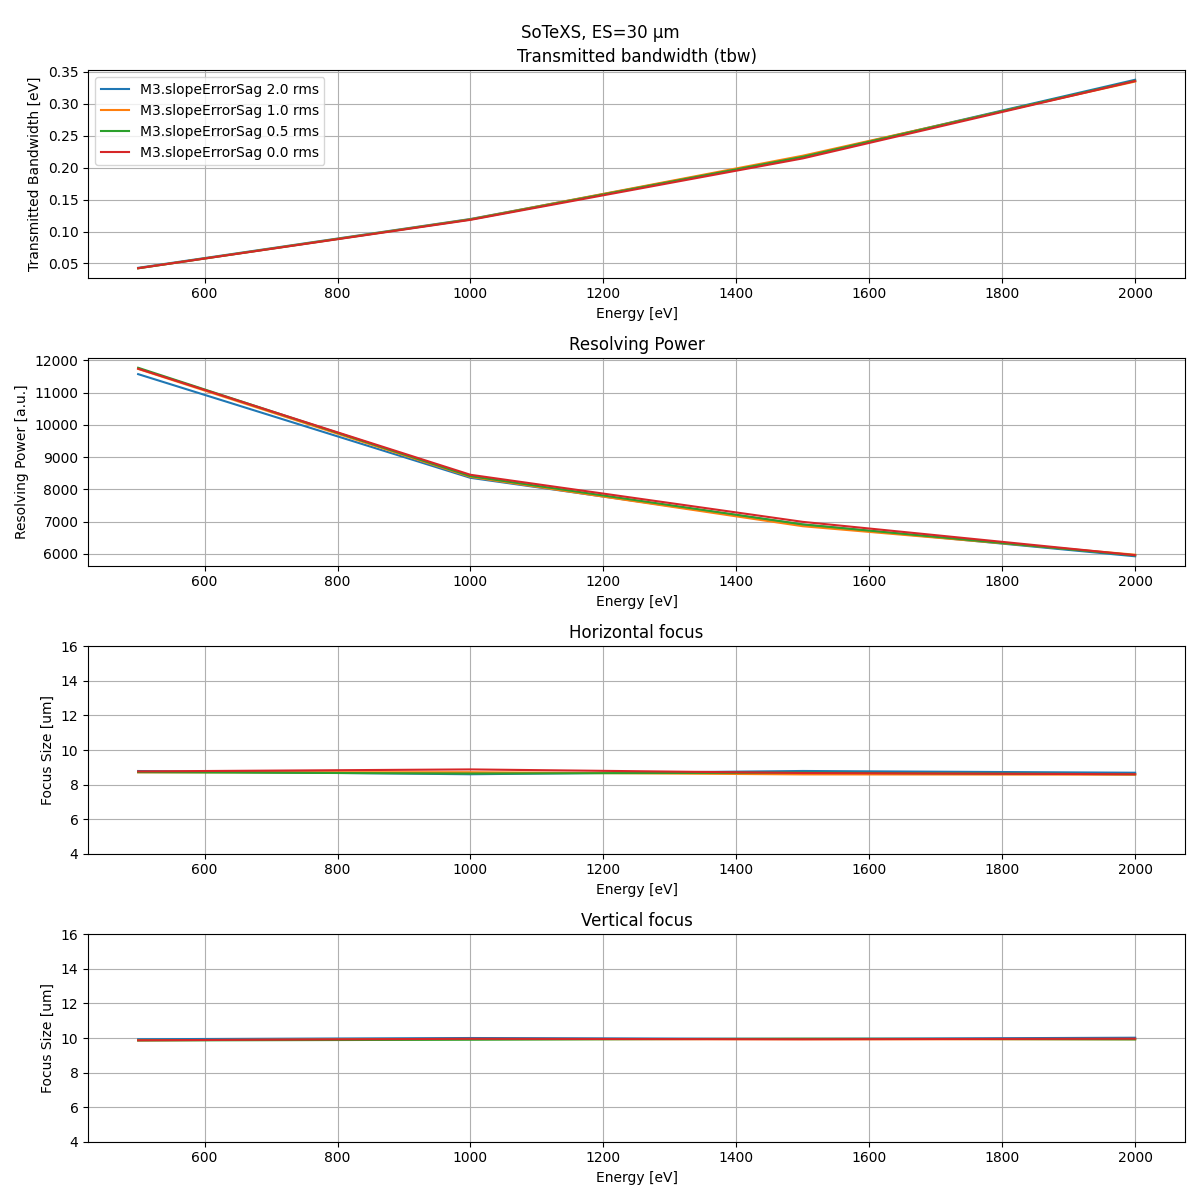 SoTeXS, ES=30 µm
Transmitted bandwidth (tbw)
Transmitted Bandwidth [eV]
0.35
0.30
0.25
0.20
0.15
0.10
0.05
M3.slopeErrorSag 2.0 rms
M3.slopeErrorSag 1.0 rms
M3.slopeErrorSag 0.5 rms
M3.slopeErrorSag 0.0 rms
600 800 1000 1200 1400 1600 1800 2000
Energy [eV]
Resolving Power
Resolving Power [a.u.]
12000
11000
10000
9000
8000
7000
6000
600 800 1000 1200 1400 1600 1800 2000
Energy [eV]
Horizontal focus
Focus Size [um]
16
14
12
10
8
6
4
600 800 1000 1200 1400 1600 1800 2000
Energy [eV]
Vertical focus
Focus Size [um]
16
14
12
10
8
6
4
600 800 1000 1200 1400 1600 1800 2000
Energy [eV]